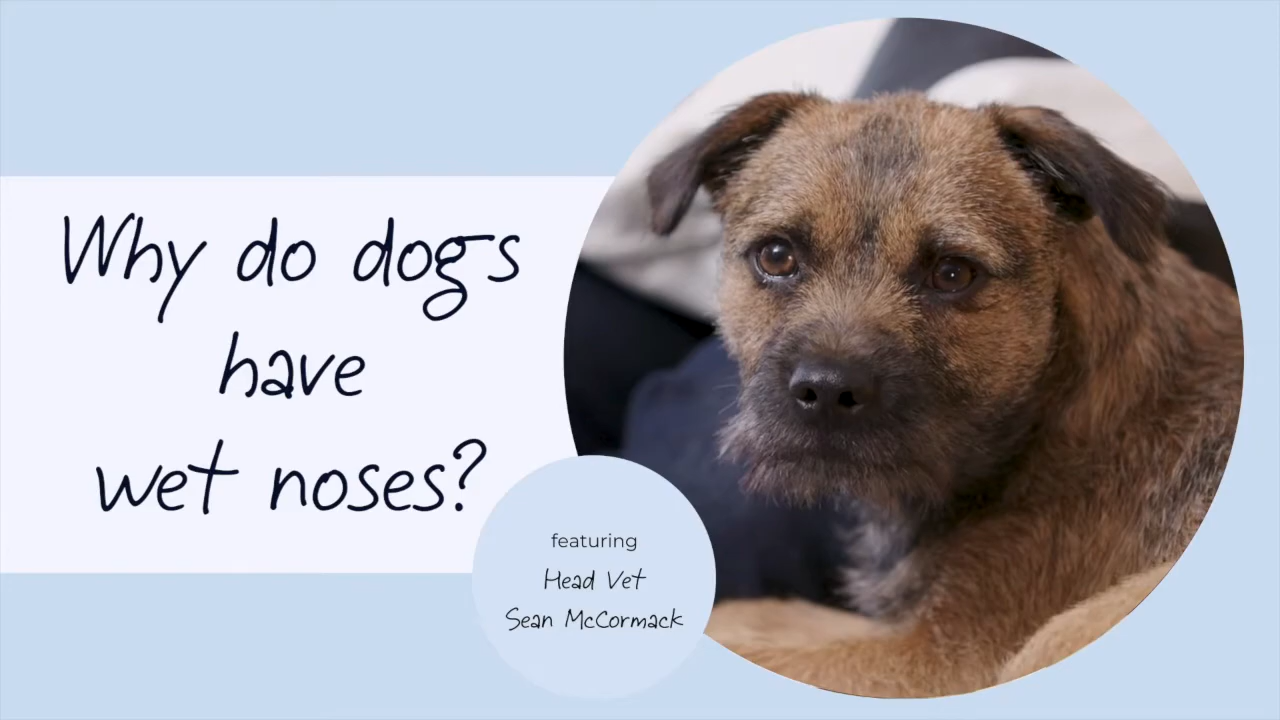 Why do dogs
have
wet noses?
featuring
Head Vet
Sean McCormack